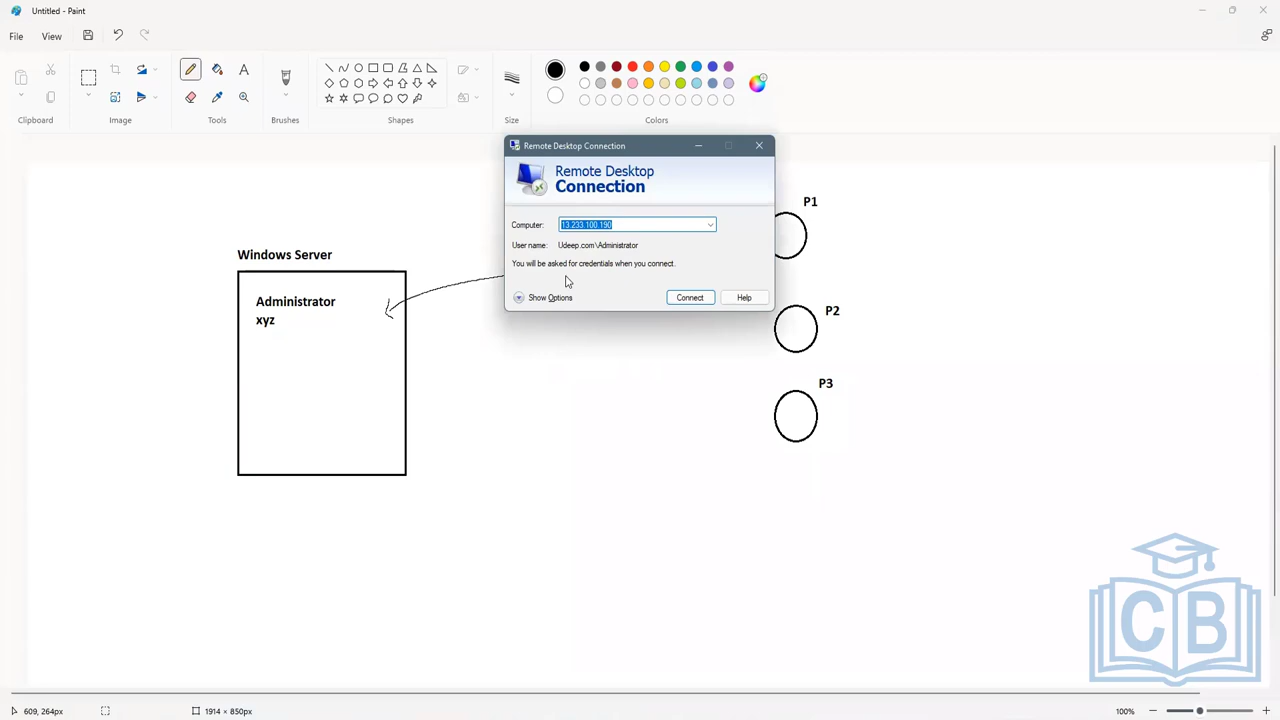 Untitled - Paint
File View
Clipboard
Image
Tools
Brushes
Shapes
Size
Colors
Remote Desktop Connection
Remote Desktop
Connection
Computer: 13.233.100.190
User name: Udeep.com\Administrator
You will be asked for credentials when you connect.
Show Options
Connect
Help
P1
P2
P3
Windows Server
Administrator
xyz
CB
609, 264px
1914 × 850px
100%